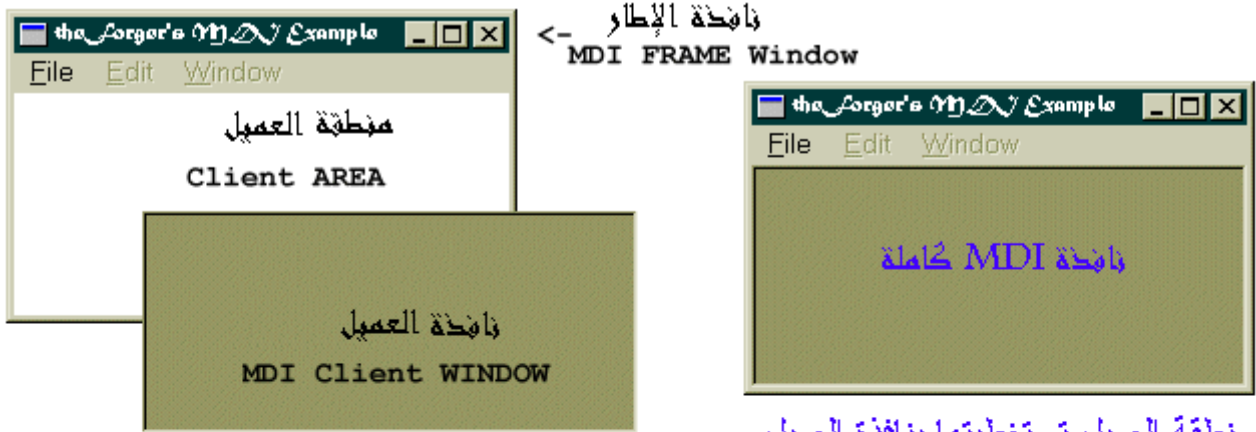 the Forger's MDI Example
File Edit Window
منطقة العميل
Client AREA
نافذة العميل
MDI Client WINDOW
نافذة الإطار
<- MDI FRAME Window
the Forger's MDI Example
File Edit Window
نافذة MDI كاملة